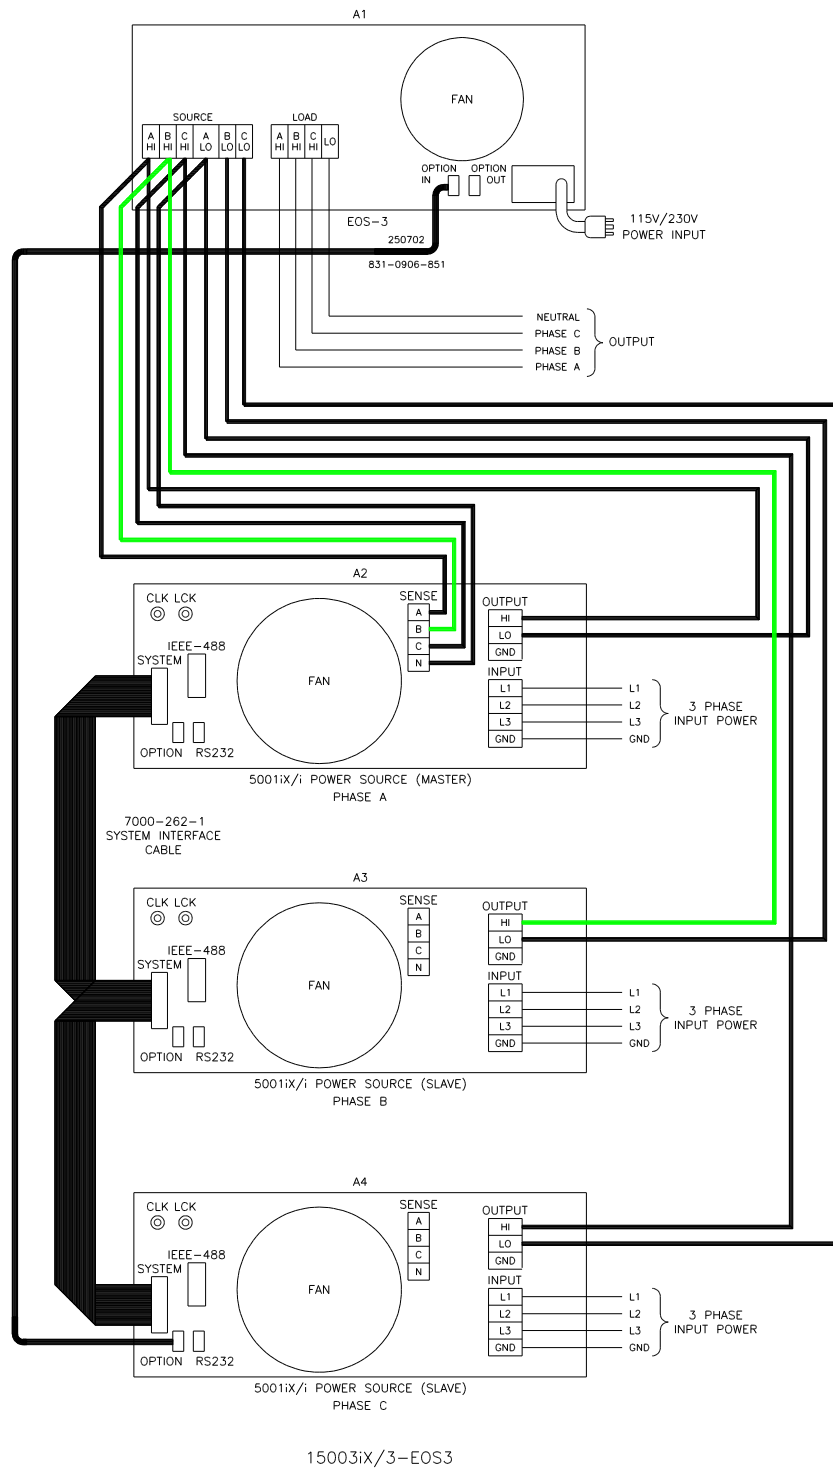 A1
FAN
SOURCE
LOAD
A HI
B HI
C HI
A LO
B LO
C LO
A HI
B HI
C HI
LO
OPTION IN
OPTION OUT
EOS-3
115V/230V
POWER INPUT
250702
831-0906-851
NEUTRAL
PHASE C
PHASE B
PHASE A
OUTPUT
A2
CLK LCK
SENSE
A
B
C
N
OUTPUT
HI
LO
GND
IEEE-488
SYSTEM
FAN
INPUT
L1 L1
L2 L2
L3 L3
GND GND
3 PHASE
INPUT POWER
OPTION RS232
5001iX/i POWER SOURCE (MASTER)
PHASE A
7000-262-1
SYSTEM INTERFACE
CABLE
A3
CLK LCK
SENSE
A
B
C
N
OUTPUT
HI
LO
GND
IEEE-488
SYSTEM
FAN
INPUT
L1 L1
L2 L2
L3 L3
GND GND
3 PHASE
INPUT POWER
OPTION RS232
5001iX/i POWER SOURCE (SLAVE)
PHASE B
A4
CLK LCK
SENSE
A
B
C
N
OUTPUT
HI
LO
GND
IEEE-488
SYSTEM
FAN
INPUT
L1 L1
L2 L2
L3 L3
GND GND
3 PHASE
INPUT POWER
OPTION RS232
5001iX/i POWER SOURCE (SLAVE)
PHASE C
15003iX/3-EOS3